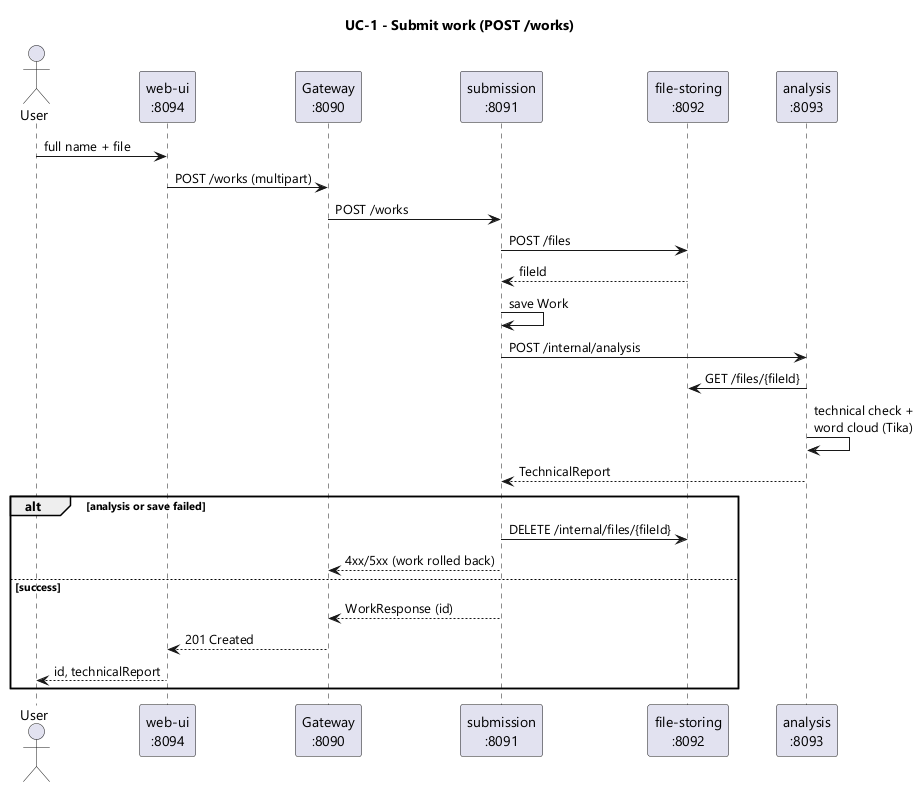 UC-1 - Submit work (POST /works)
User
web-ui
:8094
Gateway
:8090
submission
:8091
file-storing
:8092
analysis
:8093
full name + file
POST /works (multipart)
POST /works
POST /files
fileId
save Work
POST /internal/analysis
GET /files/{fileId}
technical check +
word cloud (Tika)
TechnicalReport
alt [analysis or save failed]
DELETE /internal/files/{fileId}
4xx/5xx (work rolled back)
[success]
WorkResponse (id)
201 Created
id, technicalReport
User
web-ui
:8094
Gateway
:8090
submission
:8091
file-storing
:8092
analysis
:8093